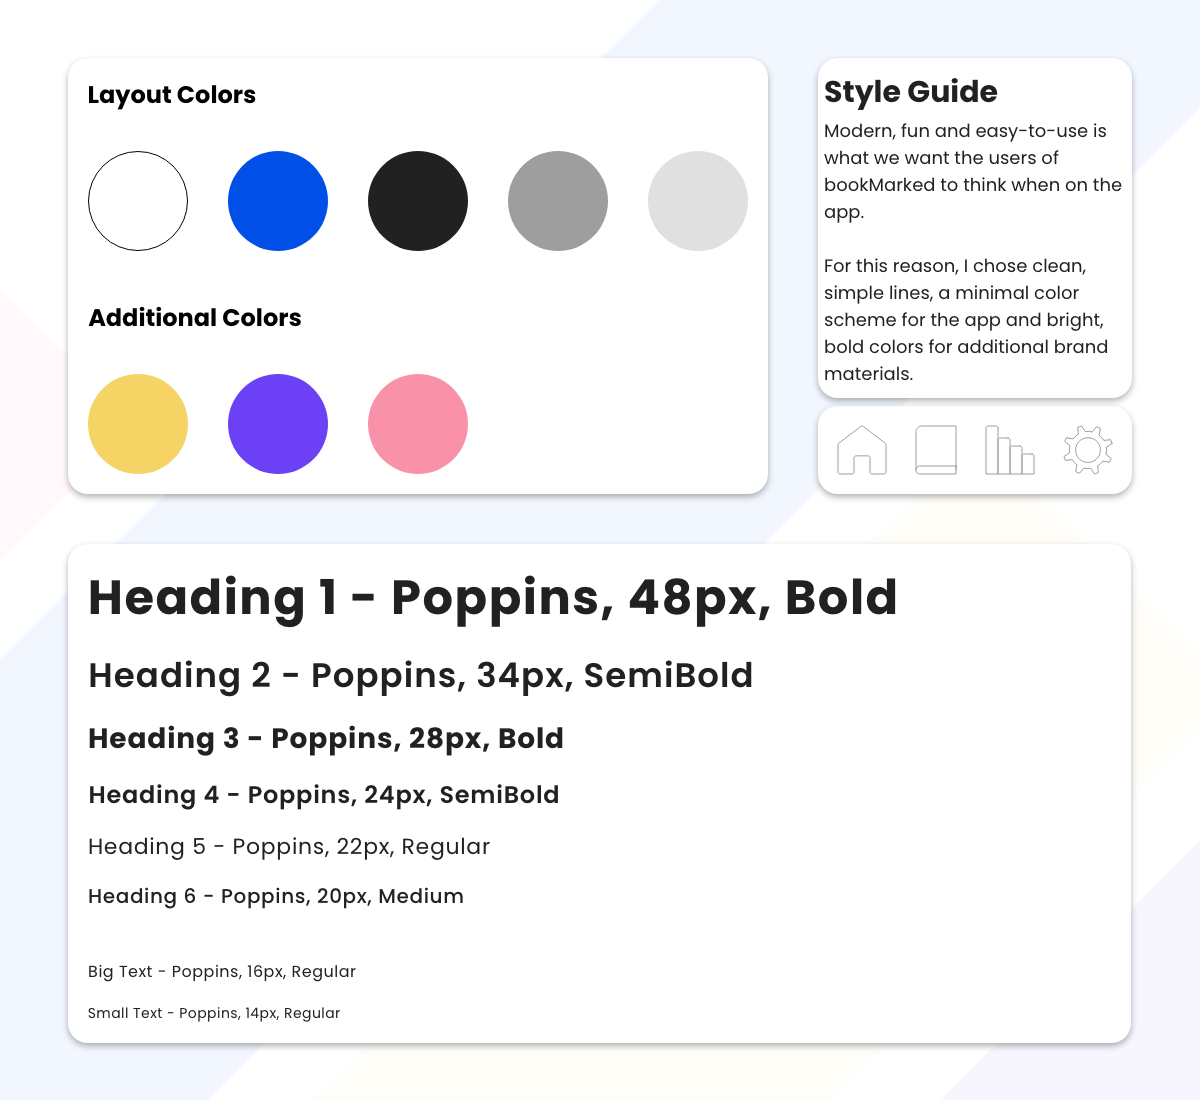 Layout Colors
Additional Colors
Style Guide
Modern, fun and easy-to-use is
what we want the users of
bookMarked to think when on the
app.
For this reason, I chose clean,
simple lines, a minimal color
scheme for the app and bright,
bold colors for additional brand
materials.
Heading 1 - Poppins, 48px, Bold
Heading 2 - Poppins, 34px, SemiBold
Heading 3 - Poppins, 28px, Bold
Heading 4 - Poppins, 24px, SemiBold
Heading 5 - Poppins, 22px, Regular
Heading 6 - Poppins, 20px, Medium
Big Text - Poppins, 16px, Regular
Small Text - Poppins, 14px, Regular